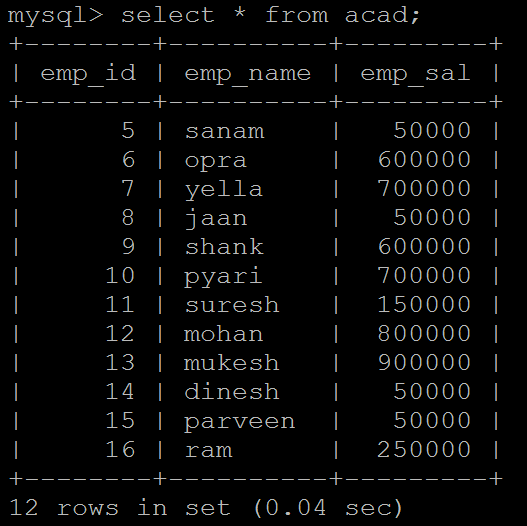 mysql> select * from acad;
+--------+----------+---------+
| emp_id | emp_name | emp_sal |
+--------+----------+---------+
|      5 | sanam    |   50000 |
|      6 | opra     |  600000 |
|      7 | yella    |  700000 |
|      8 | jaan     |   50000 |
|      9 | shank    |  600000 |
|     10 | pyari    |  700000 |
|     11 | suresh   |  150000 |
|     12 | mohan    |  800000 |
|     13 | mukesh   |  900000 |
|     14 | dinesh   |   50000 |
|     15 | parveen  |   50000 |
|     16 | ram      |  250000 |
+--------+----------+---------+
12 rows in set (0.04 sec)